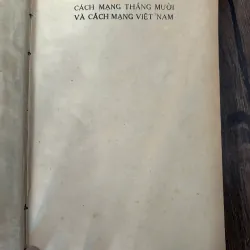 CÁCH MẠNG THÁNG MƯỜI
VÀ CÁCH MẠNG VIỆT NAM